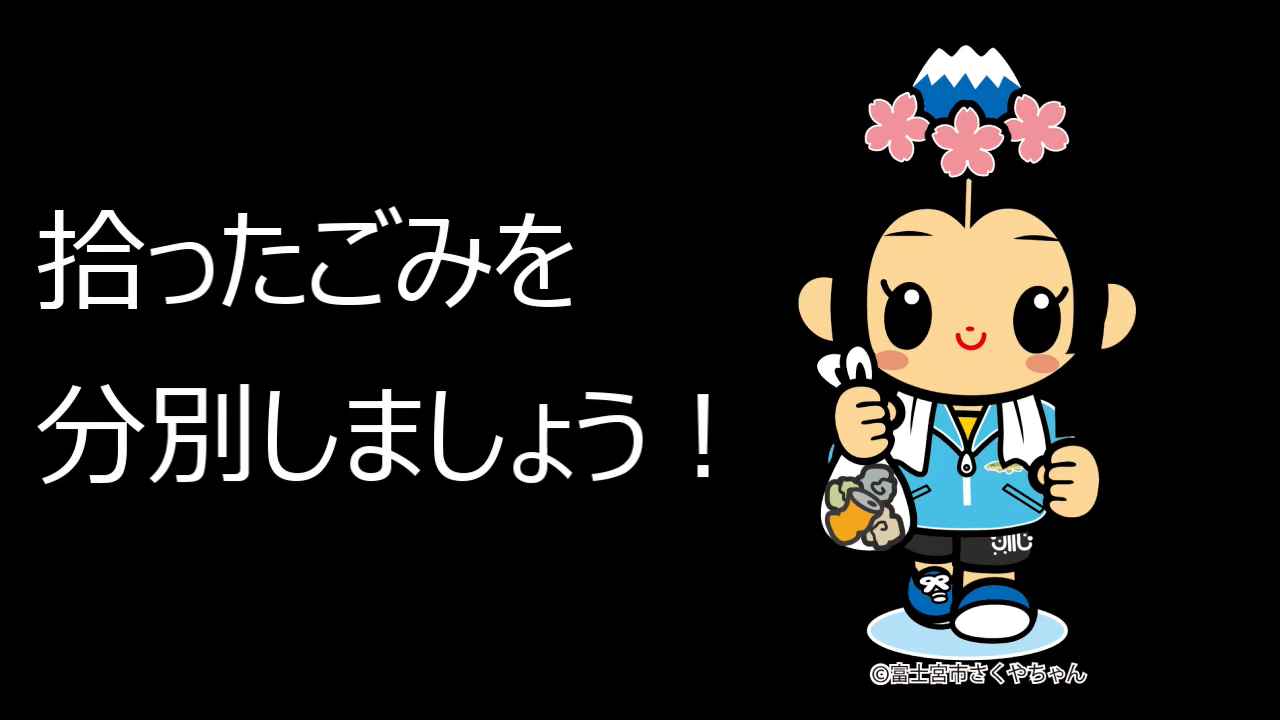 拾ったごみを
分別しましょう！
©富士宮市さくやちゃん